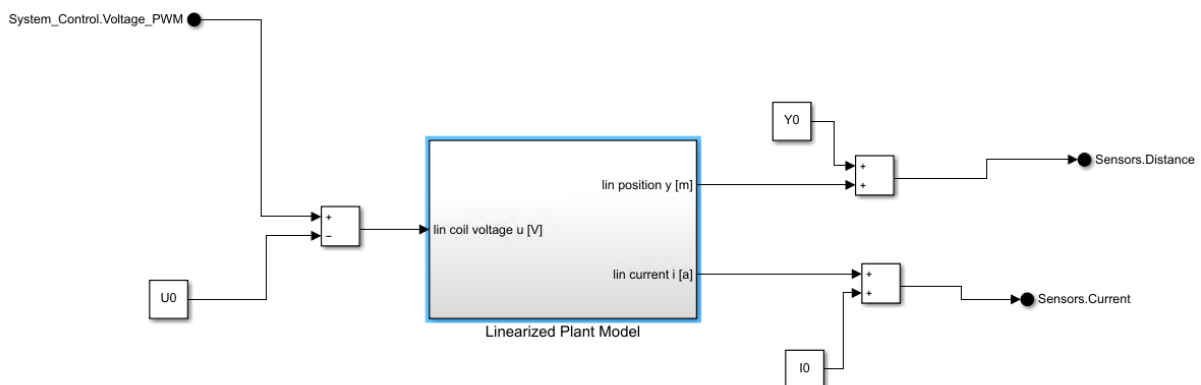 System_Control.Voltage_PWM
Y0
+
+
Sensors.Distance
lin position y [m]
+
−
lin coil voltage u [V]
lin current i [a]
+
+
Sensors.Current
U0
Linearized Plant Model
I0